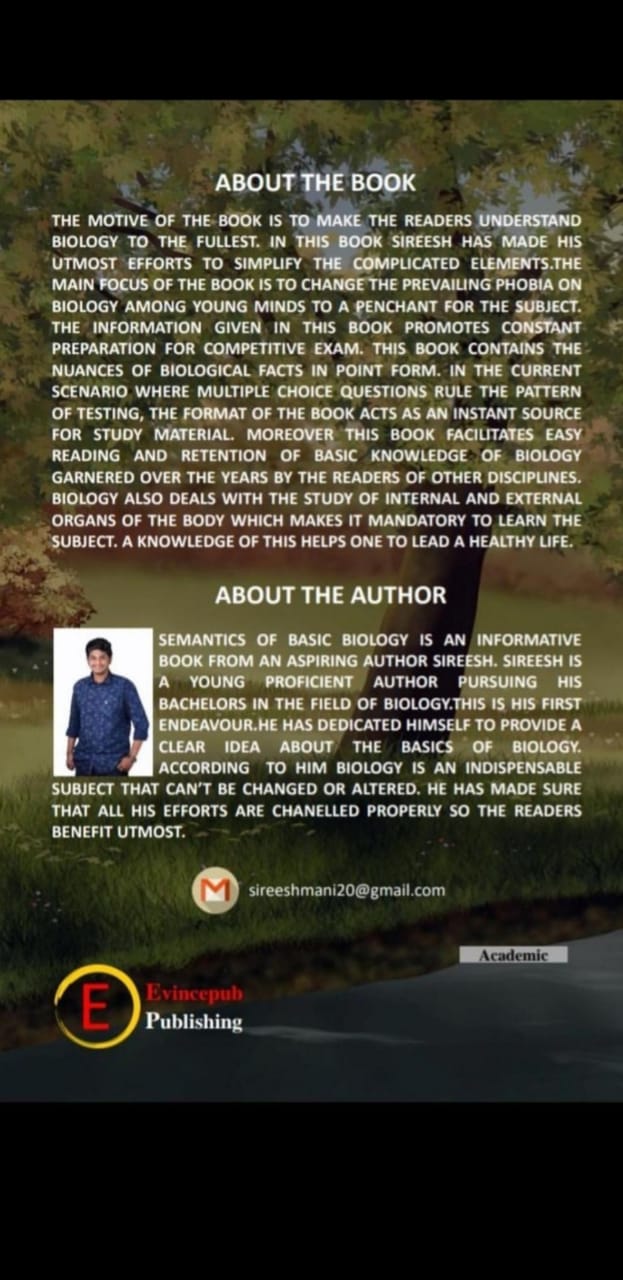 ABOUT THE BOOK
THE MOTIVE OF THE BOOK IS TO MAKE THE READERS UNDERSTAND
BIOLOGY TO THE FULLEST. IN THIS BOOK SIREESH HAS MADE HIS
UTMOST EFFORTS TO SIMPLIFY THE COMPLICATED ELEMENTS.THE
MAIN FOCUS OF THE BOOK IS TO CHANGE THE PREVAILING PHOBIA ON
BIOLOGY AMONG YOUNG MINDS TO A PENCHANT FOR THE SUBJECT.
THE INFORMATION GIVEN IN THIS BOOK PROMOTES CONSTANT
PREPARATION FOR COMPETITIVE EXAM. THIS BOOK CONTAINS THE
NUANCES OF BIOLOGICAL FACTS IN POINT FORM. IN THE CURRENT
SCENARIO WHERE MULTIPLE CHOICE QUESTIONS RULE THE PATTERN
OF TESTING, THE FORMAT OF THE BOOK ACTS AS AN INSTANT SOURCE
FOR STUDY MATERIAL. MOREOVER THIS BOOK FACILITATES EASY
READING AND RETENTION OF BASIC KNOWLEDGE OF BIOLOGY
GARNERED OVER THE YEARS BY THE READERS OF OTHER DISCIPLINES.
BIOLOGY ALSO DEALS WITH THE STUDY OF INTERNAL AND EXTERNAL
ORGANS OF THE BODY WHICH MAKES IT MANDATORY TO LEARN THE
SUBJECT. A KNOWLEDGE OF THIS HELPS ONE TO LEAD A HEALTHY LIFE.
ABOUT THE AUTHOR
SEMANTICS OF BASIC BIOLOGY IS AN INFORMATIVE
BOOK FROM AN ASPIRING AUTHOR SIREESH. SIREESH IS
A YOUNG PROFICIENT AUTHOR PURSUING HIS
BACHELORS IN THE FIELD OF BIOLOGY.THIS IS HIS FIRST
ENDEAVOUR.HE HAS DEDICATED HIMSELF TO PROVIDE A
CLEAR IDEA ABOUT THE BASICS OF BIOLOGY.
ACCORDING TO HIM BIOLOGY IS AN INDISPENSABLE
SUBJECT THAT CAN'T BE CHANGED OR ALTERED. HE HAS MADE SURE
THAT ALL HIS EFFORTS ARE CHANELLED PROPERLY SO THE READERS
BENEFIT UTMOST.
sireeshmani20@gmail.com
Academic
E
Evincepub
Publishing